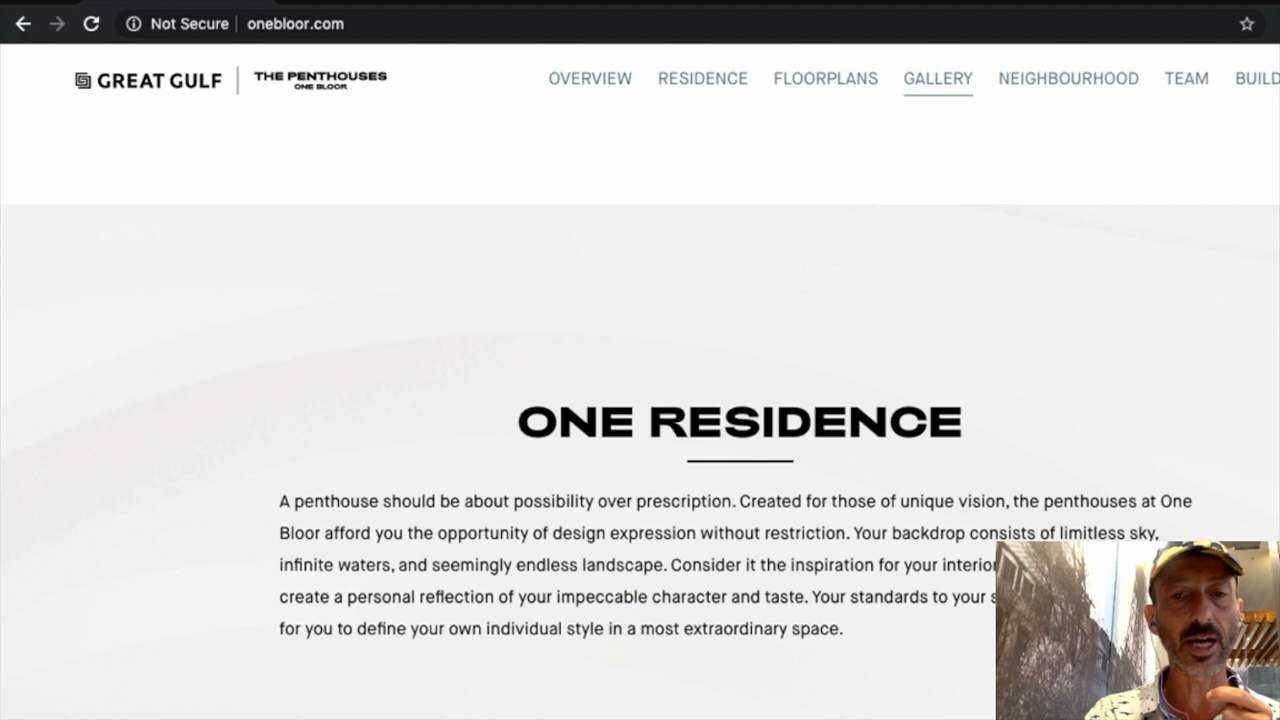 Not Secure onebloor.com
GREAT GULF
THE PENTHOUSES
ONE BLOOR
OVERVIEW RESIDENCE FLOORPLANS GALLERY NEIGHBOURHOOD TEAM BUILD
ONE RESIDENCE
A penthouse should be about possibility over prescription. Created for those of unique vision, the penthouses at One
Bloor afford you the opportunity of design expression without restriction. Your backdrop consists of limitless sky,
infinite waters, and seemingly endless landscape. Consider it the inspiration for your
create a personal reflection of your impeccable character and taste. Your standards to your
for you to define your own individual style in a most extraordinary space.